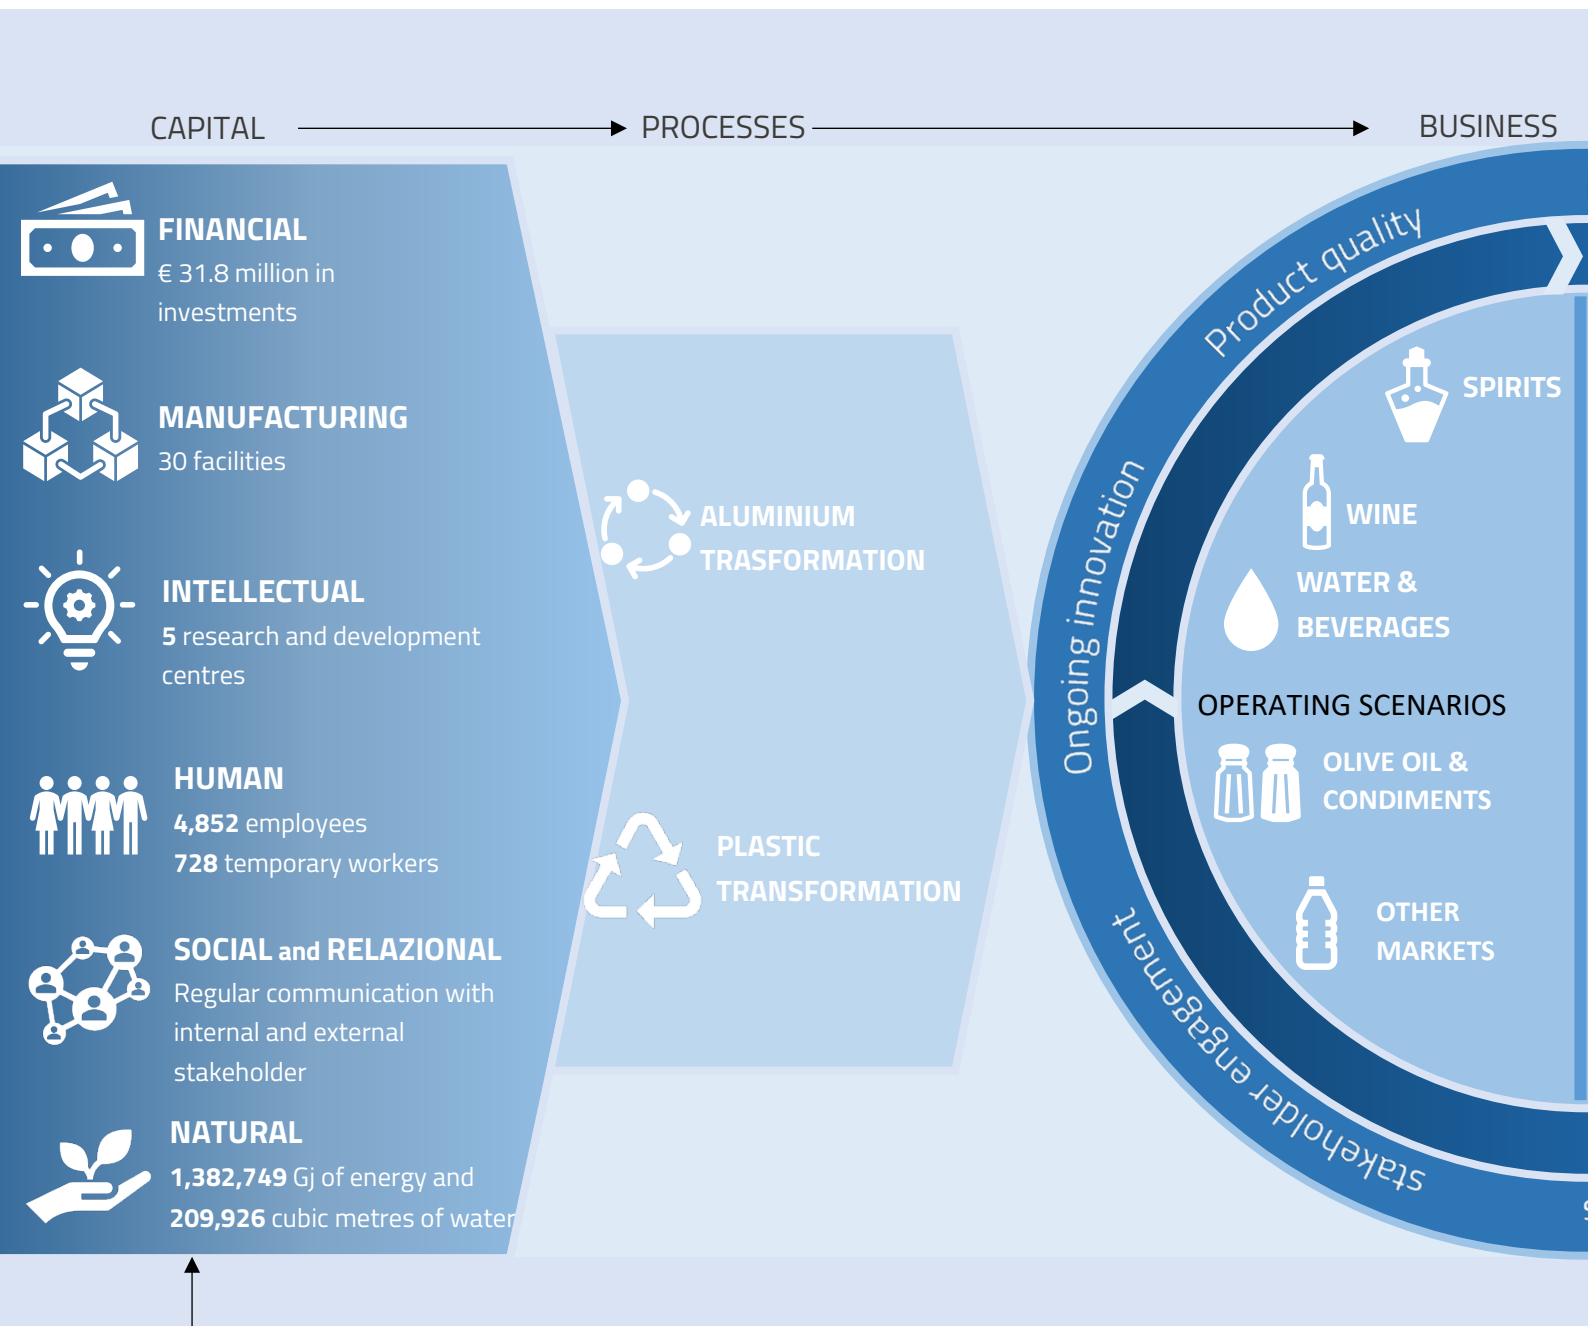 CAPITAL
PROCESSES
BUSINESS
FINANCIAL
€ 31.8 million in
investments
MANUFACTURING
30 facilities
INTELLECTUAL
5 research and development
centres
HUMAN
4,852 employees
728 temporary workers
SOCIAL and RELAZIONAL
Regular communication with
internal and external
stakeholder
NATURAL
1,382,749 Gj of energy and
209,926 cubic metres of water
ALUMINIUM
TRASFORMATION
PLASTIC
TRANSFORMATION
Product quality
Ongoing innovation
stakeholder engagement
SPIRITS
WINE
WATER &
BEVERAGES
OPERATING SCENARIOS
OLIVE OIL &
CONDIMENTS
OTHER
MARKETS